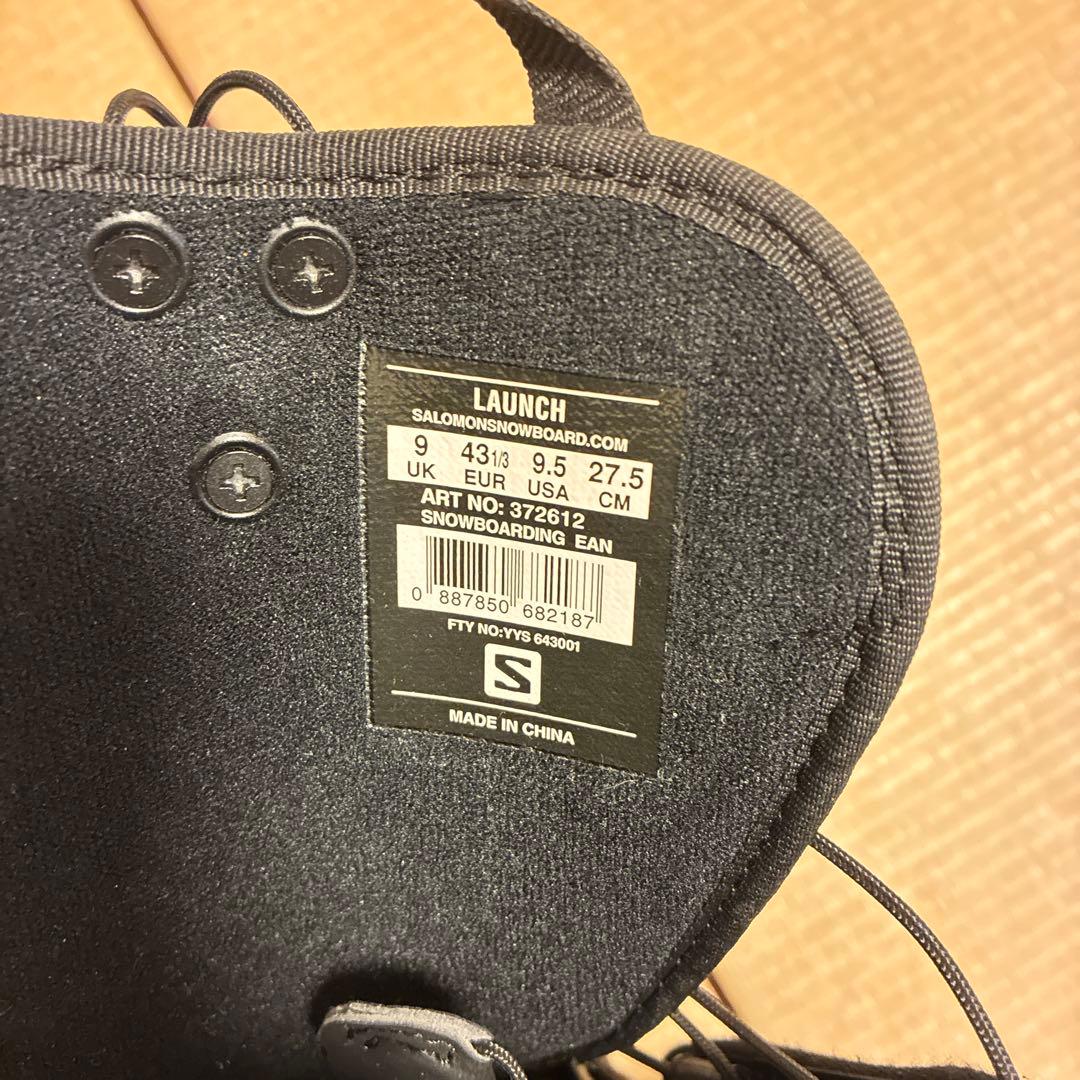 LAUNCH
SALOMONSNOWBOARD.COM
9 43 1/3 9.5 27.5
UK EUR USA CM
ART NO: 372612
SNOWBOARDING EAN
0 887850 682187
FTY NO:YYS 643001
S
MADE IN CHINA